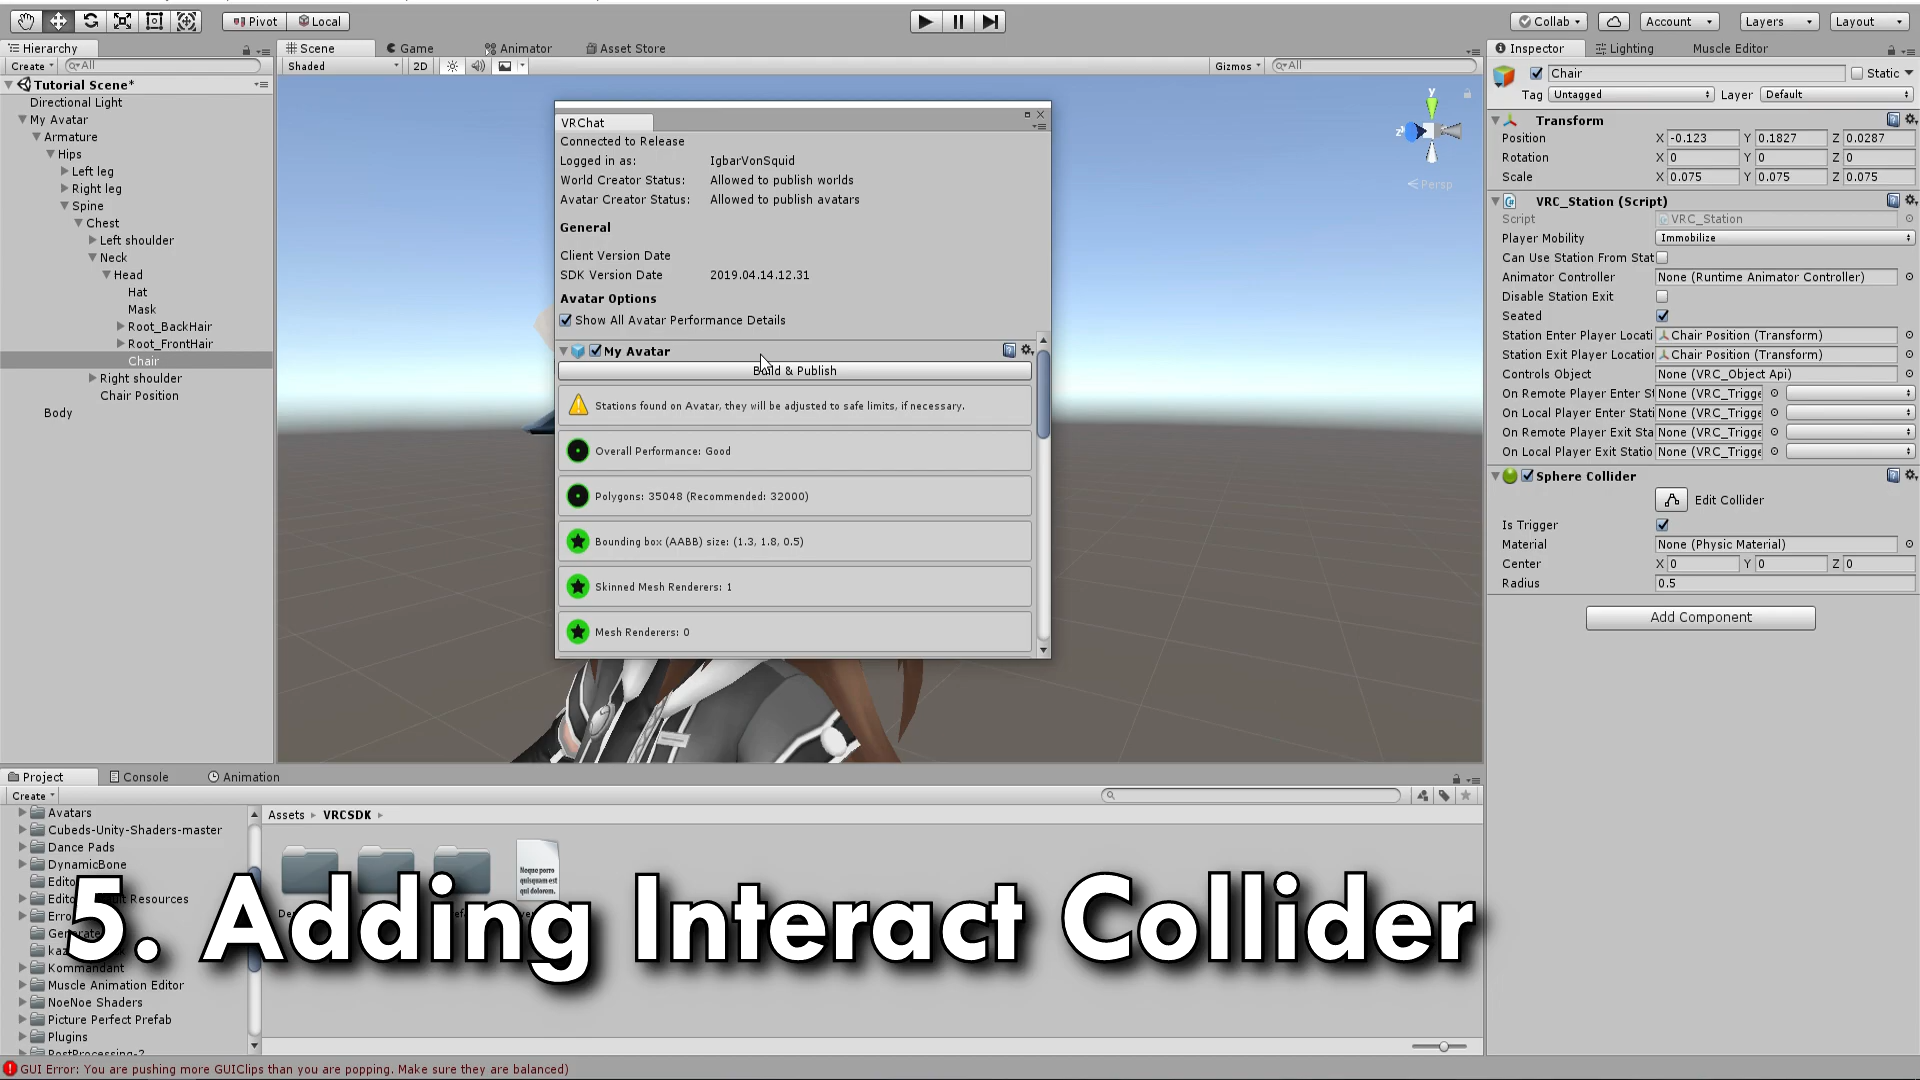 Pivot
Local
Collab
Account
Layers
Layout
Hierarchy
Create
All
Tutorial Scene*
Directional Light
My Avatar
Armature
Hips
Left leg
Right leg
Spine
Chest
Left shoulder
Neck
Head
Hat
Mask
Root_BackHair
Root_FrontHair
Chair
Right shoulder
Chair Position
Body
Scene
Game
Animator
Asset Store
Shaded
2D
Gizmos
All
y
z
Persp
VRChat
Connected to Release
Logged in as: IgbarVonSquid
World Creator Status: Allowed to publish worlds
Avatar Creator Status: Allowed to publish avatars
General
Client Version Date
SDK Version Date 2019.04.14.12.31
Avatar Options
Show All Avatar Performance Details
My Avatar
Build & Publish
Stations found on Avatar, they will be adjusted to safe limits, if necessary.
Overall Performance: Good
Polygons: 35048 (Recommended: 32000)
Bounding box (AABB) size: (1.3, 1.8, 0.5)
Skinned Mesh Renderers: 1
Mesh Renderers: 0
Inspector
Lighting
Muscle Editor
Chair
Static
Tag Untagged Layer Default
Transform
Position X -0.123 Y 0.1827 Z 0.0287
Rotation X 0 Y 0 Z 0
Scale X 0.075 Y 0.075 Z 0.075
VRC_Station (Script)
Script VRC_Station
Player Mobility Immobilize
Can Use Station From Stat
Animator Controller None (Runtime Animator Controller)
Disable Station Exit
Seated
Station Enter Player Locati Chair Position (Transform)
Station Exit Player Location Chair Position (Transform)
Controls Object None (VRC_Object Api)
On Remote Player Enter S None (VRC_Trigge
On Local Player Enter Stati None (VRC_Trigge
On Remote Player Exit Sta None (VRC_Trigge
On Local Player Exit Statio None (VRC_Trigge
Sphere Collider
Edit Collider
Is Trigger
Material None (Physic Material)
Center X 0 Y 0 Z 0
Radius 0.5
Add Component
Project
Console
Animation
Create
Avatars
Cubeds-Unity-Shaders-master
Dance Pads
DynamicBone
Resources
Kommandant
Muscle Animation Editor
NoeNoe Shaders
Picture Perfect Prefab
Plugins
PostProcessing-2
Assets VRCSDK
Neque porro
quisquam est
qui dolorem.
5. Adding Interact Collider
GUI Error: You are pushing more GUIClips than you are popping. Make sure they are balanced)